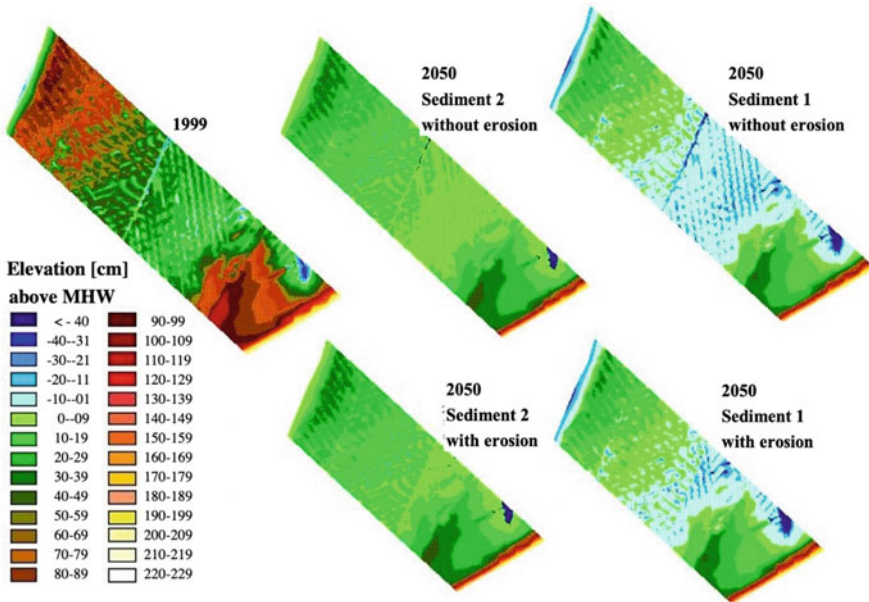 2050
Sediment 2
without erosion
2050
Sediment 1
without erosion
1999
Elevation [cm]
above MHW
< - 40 90-99
-40--31 100-109
-30--21 110-119
-20--11 120-129
-10--01 130-139
0--09 140-149
10-19 150-159
20-29 160-169
30-39 170-179
40-49 180-189
50-59 190-199
60-69 200-209
70-79 210-219
80-89 220-229
2050
Sediment 2
with erosion
2050
Sediment 1
with erosion